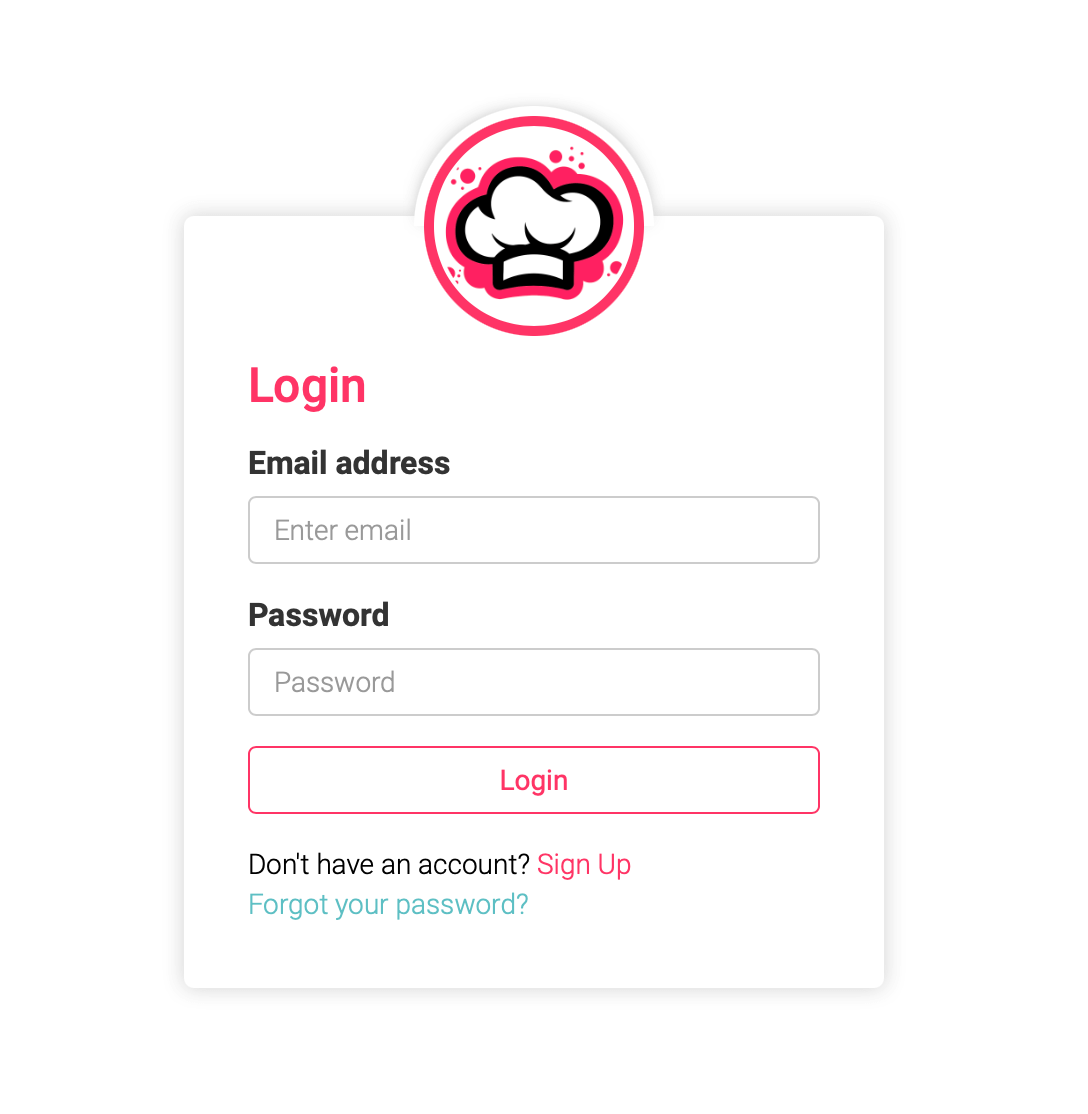 Login
Email address
Enter email
Password
Password
Login
Don't have an account? Sign Up
Forgot your password?